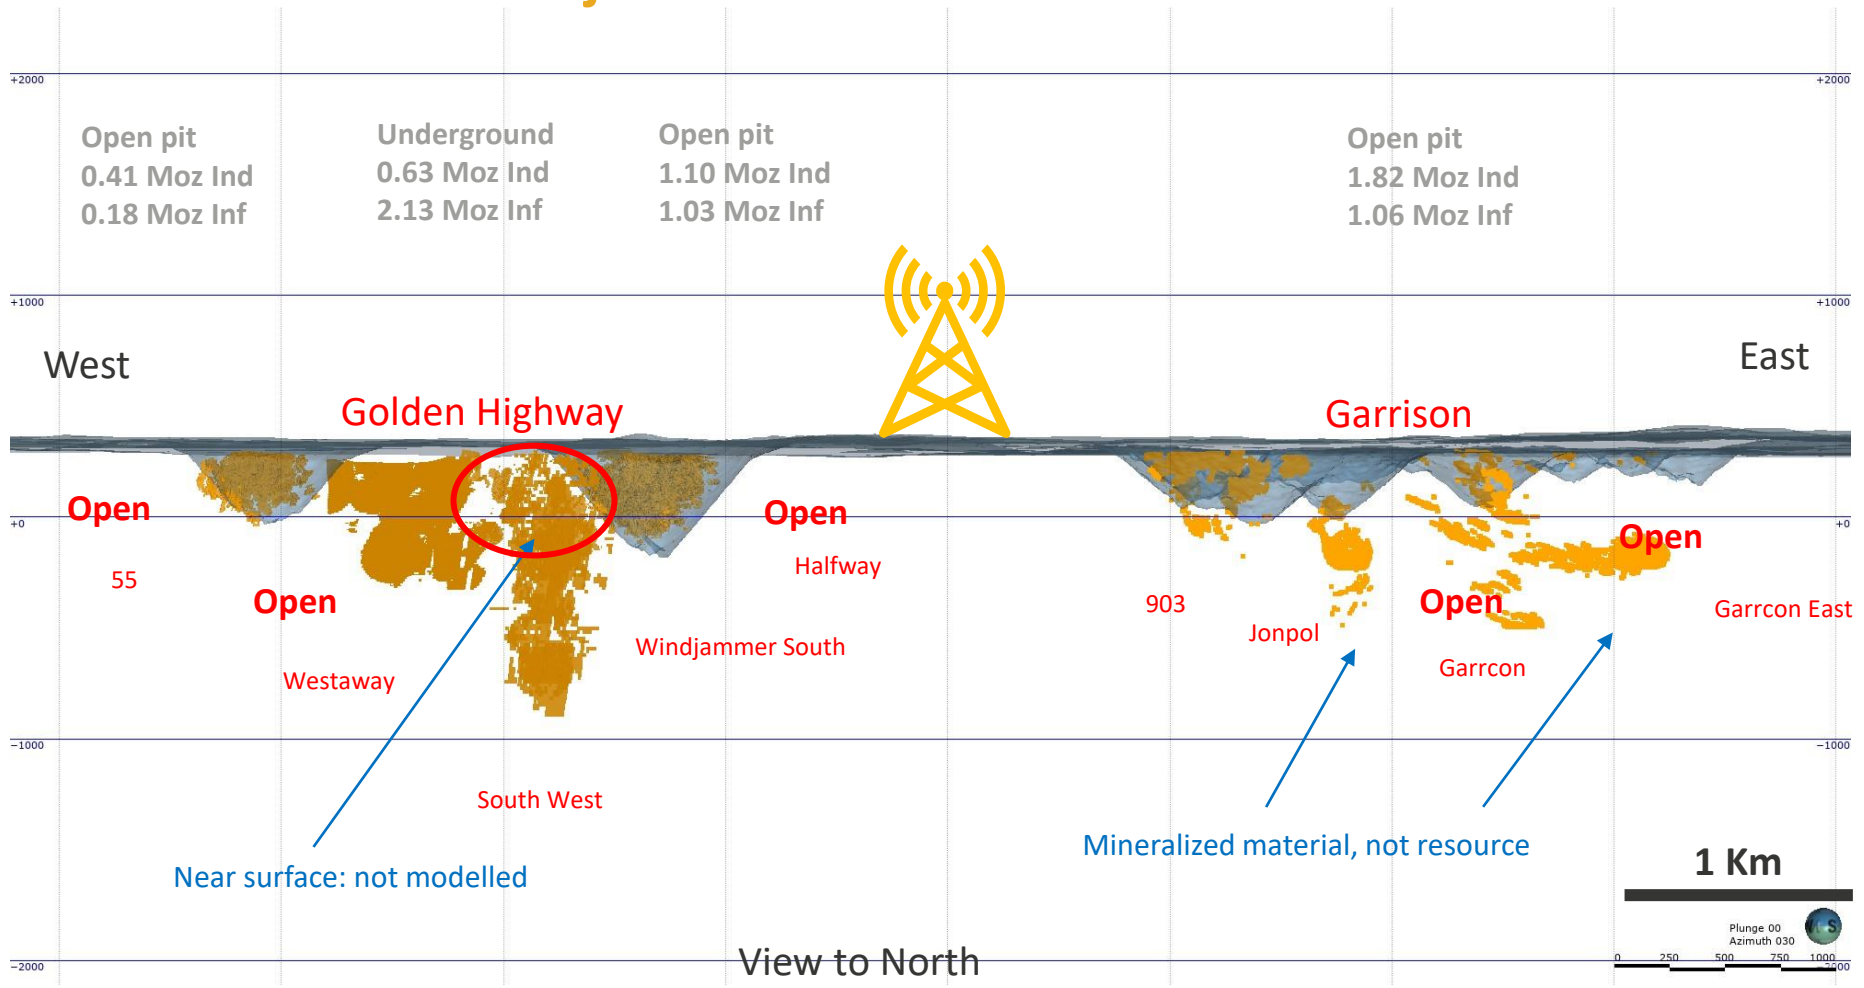 +2000
+2000
Open pit
0.41 Moz Ind
0.18 Moz Inf
Underground
0.63 Moz Ind
2.13 Moz Inf
Open pit
1.10 Moz Ind
1.03 Moz Inf
Open pit
1.82 Moz Ind
1.06 Moz Inf
+1000
+1000
West
East
Golden Highway
Garrison
Open
Open
+0
+0
Open
Halfway
55
Open
903
Open
Garrcon East
Jonpol
Windjammer South
Garrcon
Westaway
-1000
-1000
South West
Mineralized material, not resource
Near surface: not modelled
1 Km
Plunge 00
Azimuth 030
View to North
0 250 500 750 1000
-2000